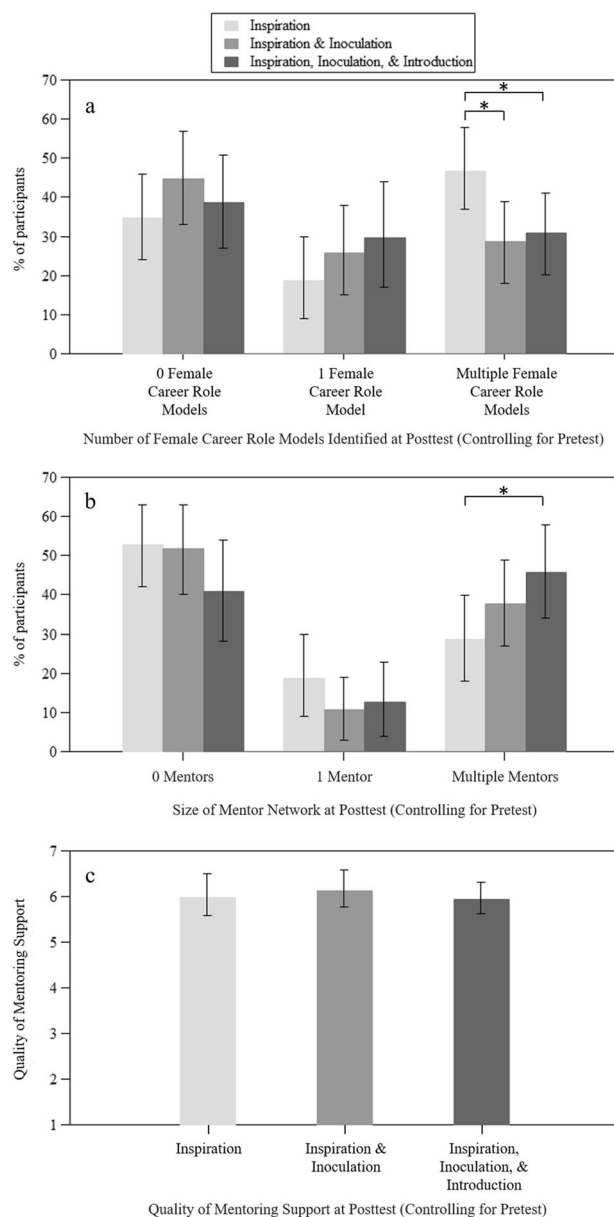 Inspiration
Inspiration & Inoculation
Inspiration, Inoculation, & Introduction
a
% of participants
70
60
50
40
30
20
10
0
*
*
0 Female
Career Role
Models
1 Female
Career Role
Model
Multiple Female
Career Role
Models
Number of Female Career Role Models Identified at Posttest (Controlling for Pretest)
b
% of participants
70
60
50
40
30
20
10
0
*
0 Mentors
1 Mentor
Multiple Mentors
Size of Mentor Network at Posttest (Controlling for Pretest)
c
Quality of Mentoring Support
7
6
5
4
3
2
1
Inspiration
Inspiration &
Inoculation
Inspiration,
Inoculation, &
Introduction
Quality of Mentoring Support at Posttest (Controlling for Pretest)